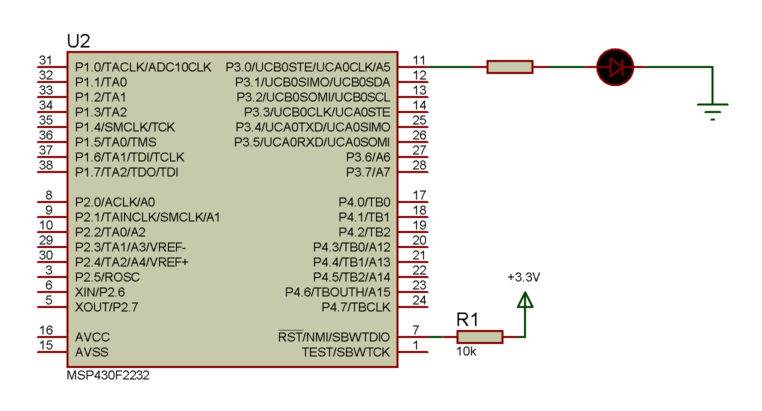 U2
31 P1.0/TACLK/ADC10CLK P3.0/UCB0STE/UCA0CLK/A5 11
32 P1.1/TA0 P3.1/UCB0SIMO/UCB0SDA 12
33 P1.2/TA1 P3.2/UCB0SOMI/UCB0SCL 13
34 P1.3/TA2 P3.3/UCB0CLK/UCA0STE 14
35 P1.4/SMCLK/TCK P3.4/UCA0TXD/UCA0SIMO 25
36 P1.5/TA0/TMS P3.5/UCA0RXD/UCA0SOMI 26
37 P1.6/TA1/TDI/TCLK P3.6/A6 27
38 P1.7/TA2/TDO/TDI P3.7/A7 28
8 P2.0/ACLK/A0 P4.0/TB0 17
9 P2.1/TAINCLK/SMCLK/A1 P4.1/TB1 18
10 P2.2/TA0/A2 P4.2/TB2 19
29 P2.3/TA1/A3/VREF- P4.3/TB0/A12 20
30 P2.4/TA2/A4/VREF+ P4.4/TB1/A13 21
3 P2.5/ROSC P4.5/TB2/A14 22
6 XIN/P2.6 P4.6/TBOUTH/A15 23
5 XOUT/P2.7 P4.7/TBCLK 24
+3.3V
R1
16 AVCC RST/NMI/SBWTDIO 7
15 AVSS TEST/SBWTCK 1
10k
MSP430F2232